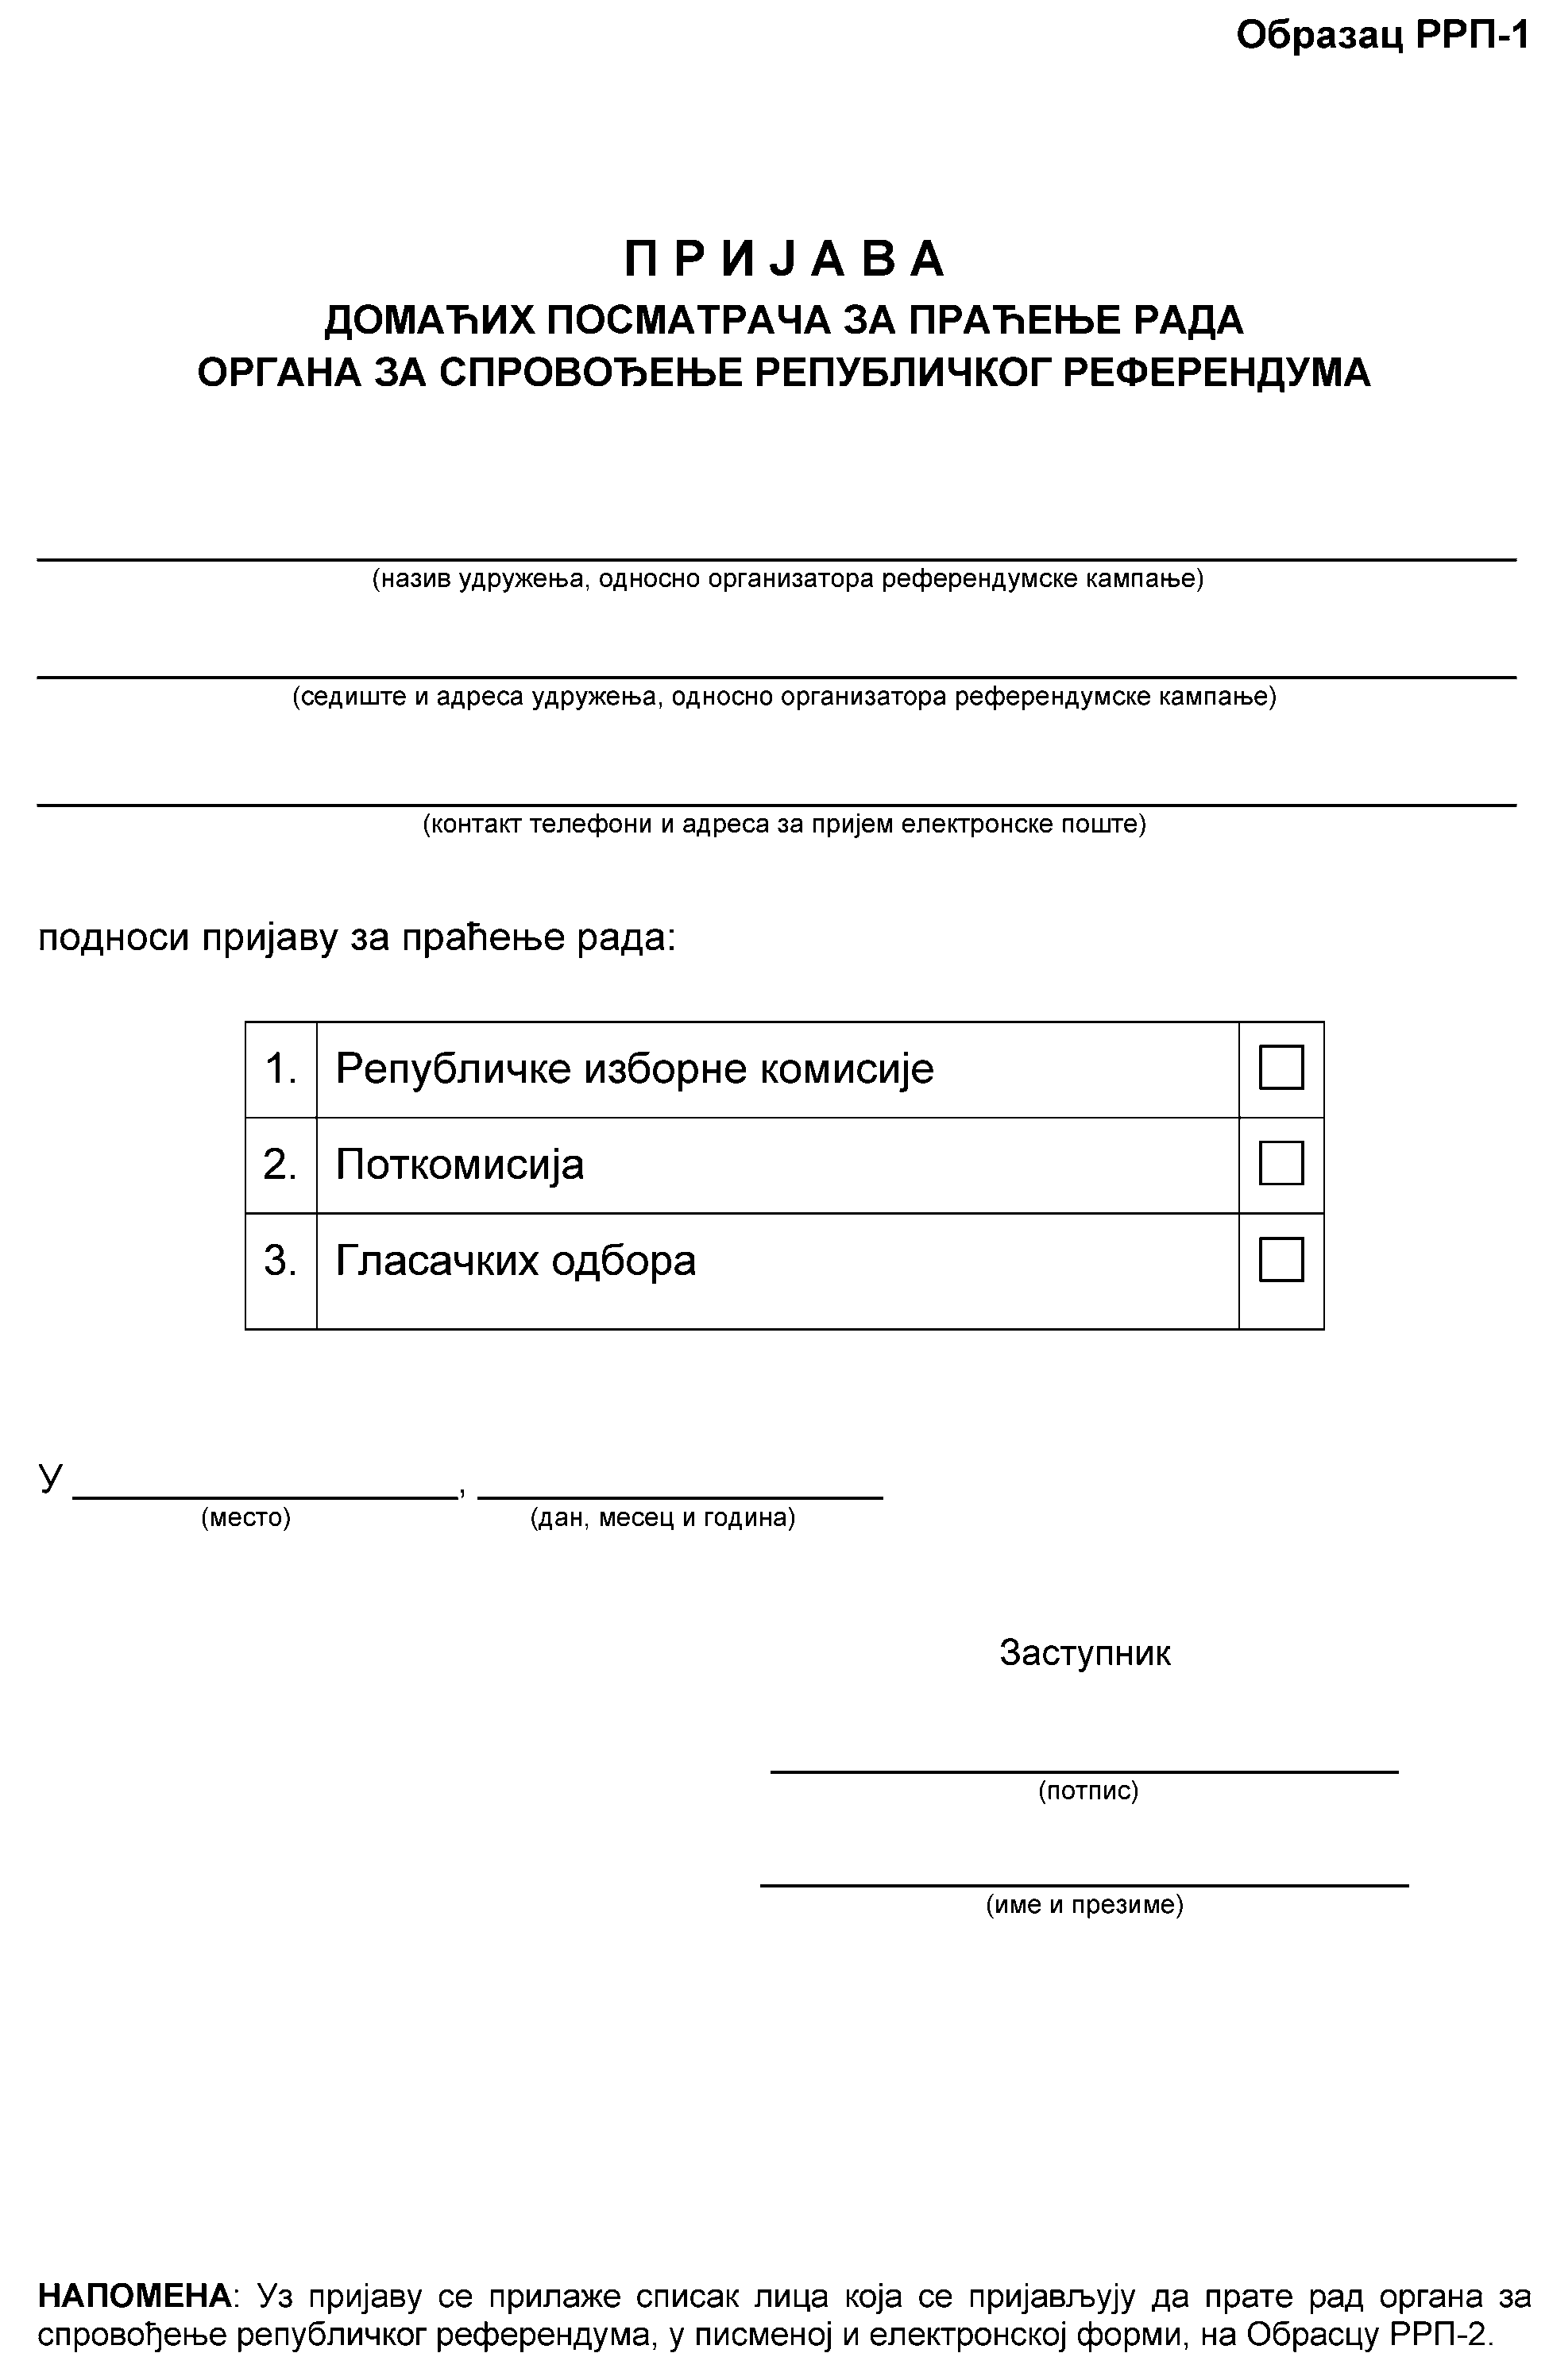 Образац РРП-1
П Р И Ј А В А
ДОМАЋИХ ПОСМАТРАЧА ЗА ПРАЋЕЊЕ РАДА
ОРГАНА ЗА СПРОВОЂЕЊЕ РЕПУБЛИЧКОГ РЕФЕРЕНДУМА
(назив удружења, односно организатора референдумске кампање)
(седиште и адреса удружења, односно организатора референдумске кампање)
(контакт телефони и адреса за пријем електронске поште)
подноси пријаву за праћење рада:
1. Републичке изборне комисије
2. Поткомисија
3. Гласачких одбора
У ____________, ____________
(место) (дан, месец и година)
Заступник
(потпис)
(име и презиме)
НАПОМЕНА: Уз пријаву се прилаже списак лица која се пријављују да прате рад органа за
спровођење републичког референдума, у писменој и електронској форми, на Обрасцу РРП-2.